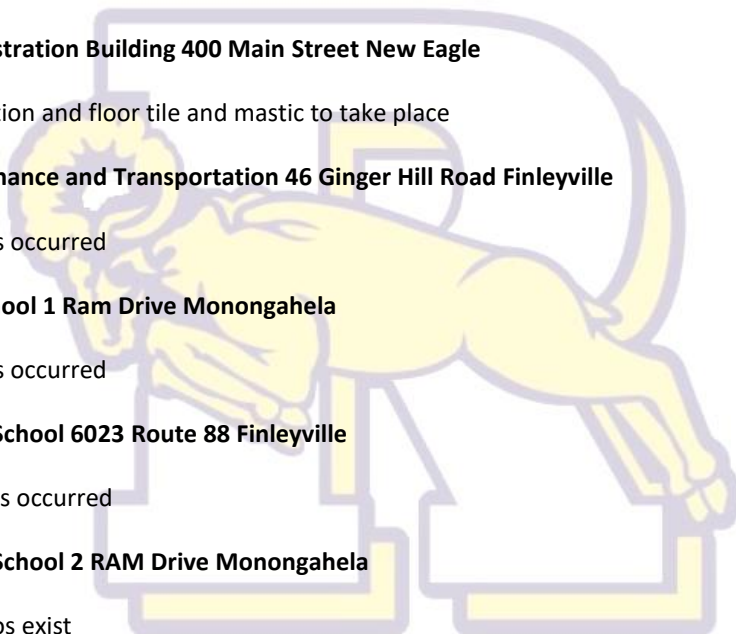 stration Building 400 Main Street New Eagle
tion and floor tile and mastic to take place
nance and Transportation 46 Ginger Hill Road Finleyville
s occurred
ool 1 Ram Drive Monongahela
s occurred
School 6023 Route 88 Finleyville
s occurred
School 2 RAM Drive Monongahela
os exist